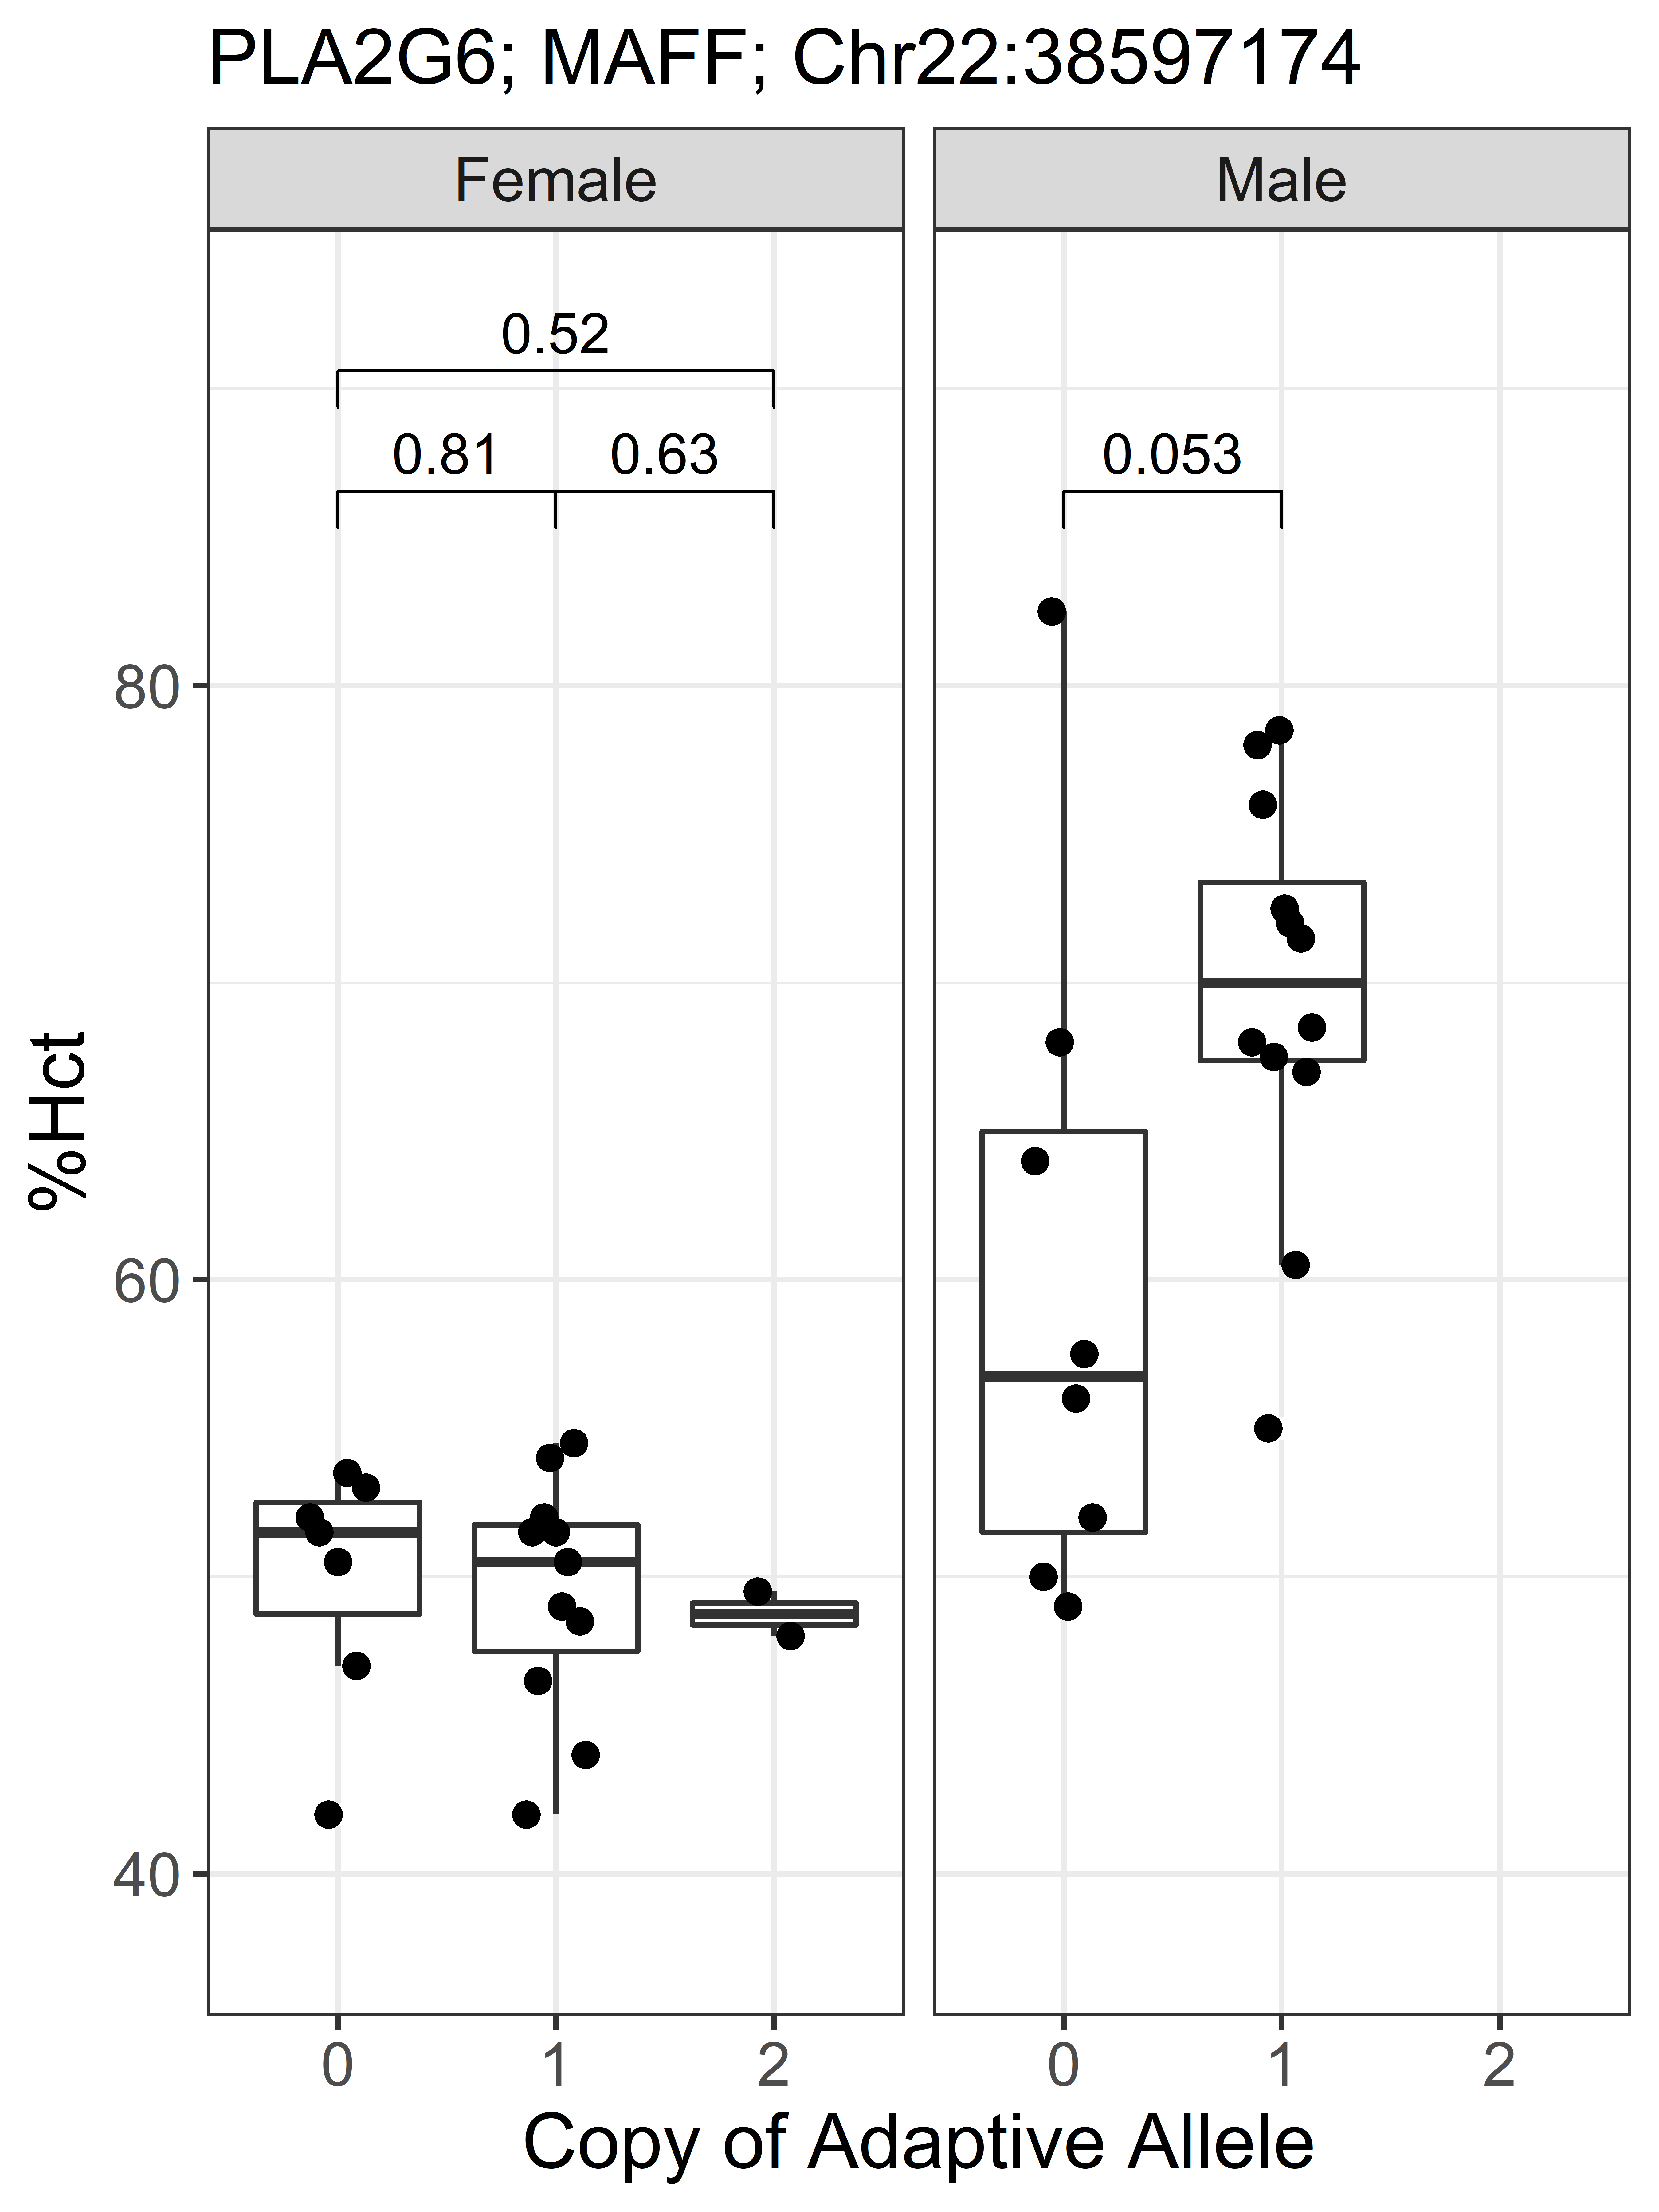 PLA2G6; MAFF; Chr22:38597174
Female
Male
0.52
0.81
0.63
0.053
%Hct
80
60
40
0
1
2
0
1
2
Copy of Adaptive Allele